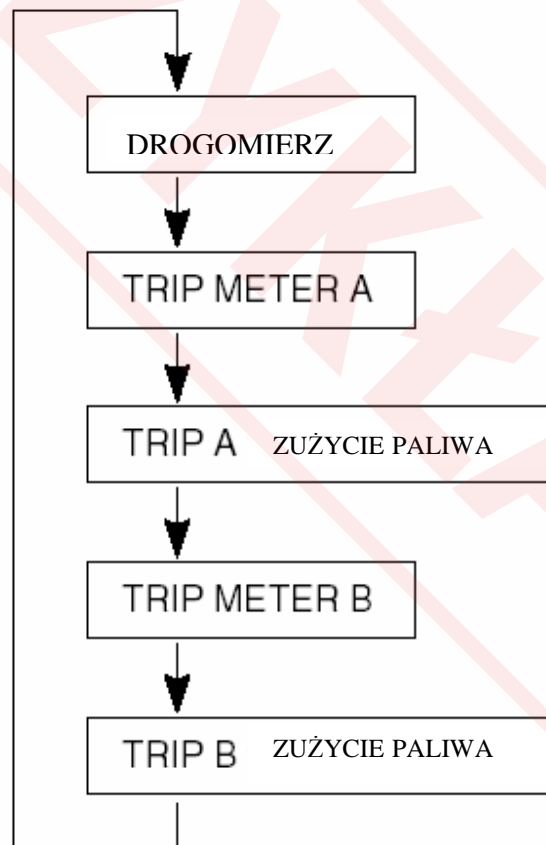 DROGOMIERZ
TRIP METER A
TRIP A ZUŻYCIE PALIWA
TRIP METER B
TRIP B ZUŻYCIE PALIWA